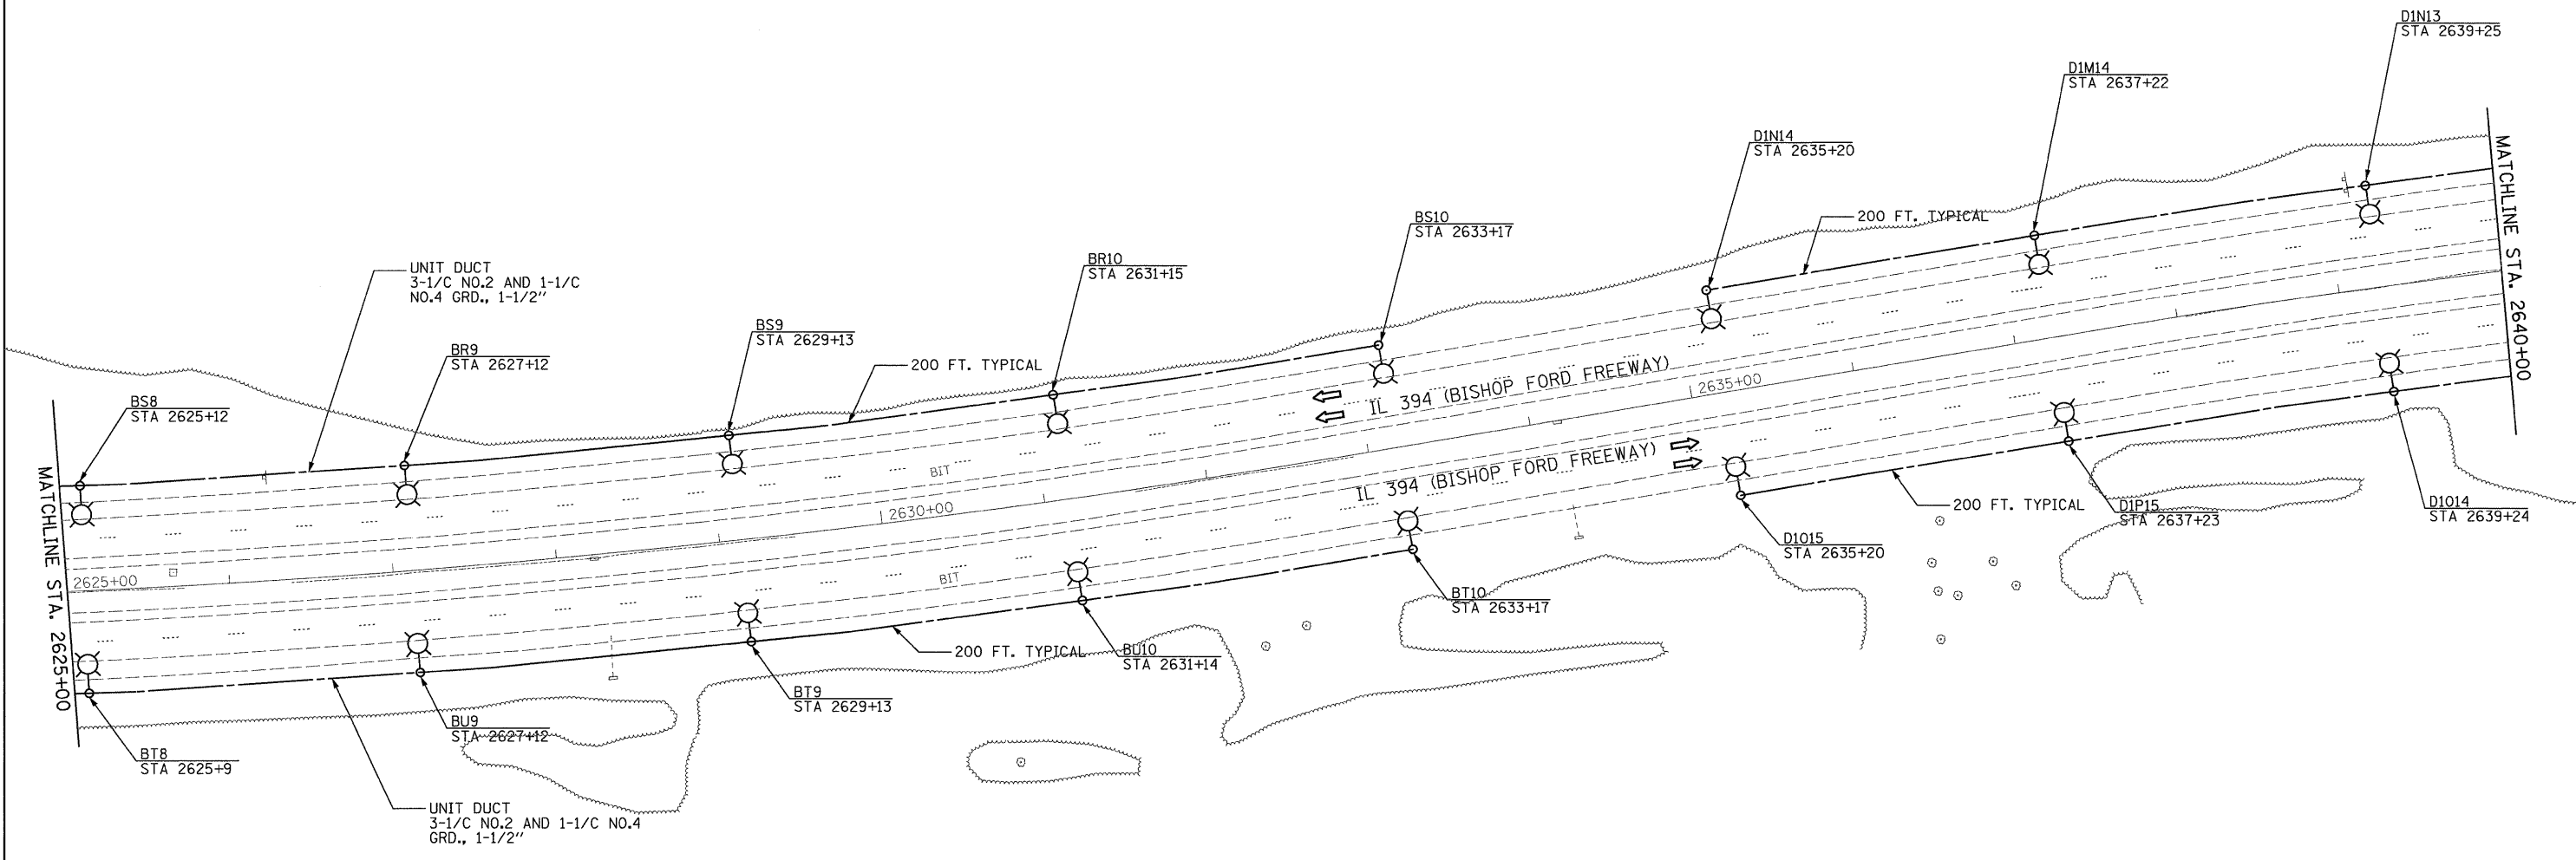 D1N13
STA 2639+25
D1M14
STA 2637+22
D1N14
STA 2635+20
200 FT. TYPICAL
BS10
STA 2633+17
BR10
STA 2631+15
UNIT DUCT
3-1/C NO.2 AND 1-1/C
NO.4 GRD., 1-1/2"
BS9
STA 2629+13
200 FT. TYPICAL
BR9
STA 2627+12
BS8
STA 2625+12
MATCHLINE STA. 2625+00
MATCHLINE STA. 2640+00
IL 394 (BISHOP FORD FREEWAY)
2635+00
BIT
2630+00
IL 394 (BISHOP FORD FREEWAY)
2625+00
BIT
200 FT. TYPICAL
D1P15
STA 2637+23
D1O14
STA 2639+24
D1O15
STA 2635+20
BT10
STA 2633+17
200 FT. TYPICAL
BU10
STA 2631+14
BT9
STA 2629+13
BU9
STA 2627+12
BT8
STA 2625+9
UNIT DUCT
3-1/C NO.2 AND 1-1/C NO.4
GRD., 1-1/2"